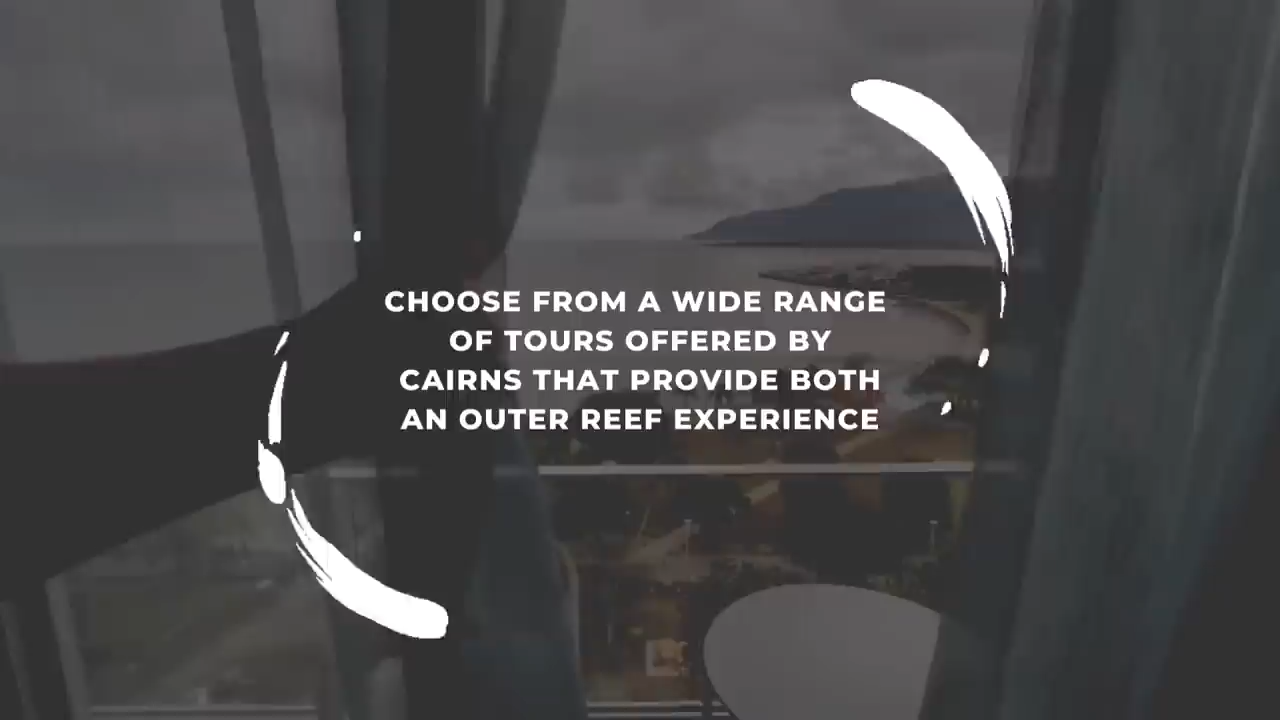 CHOOSE FROM A WIDE RANGE
OF TOURS OFFERED BY
CAIRNS THAT PROVIDE BOTH
AN OUTER REEF EXPERIENCE